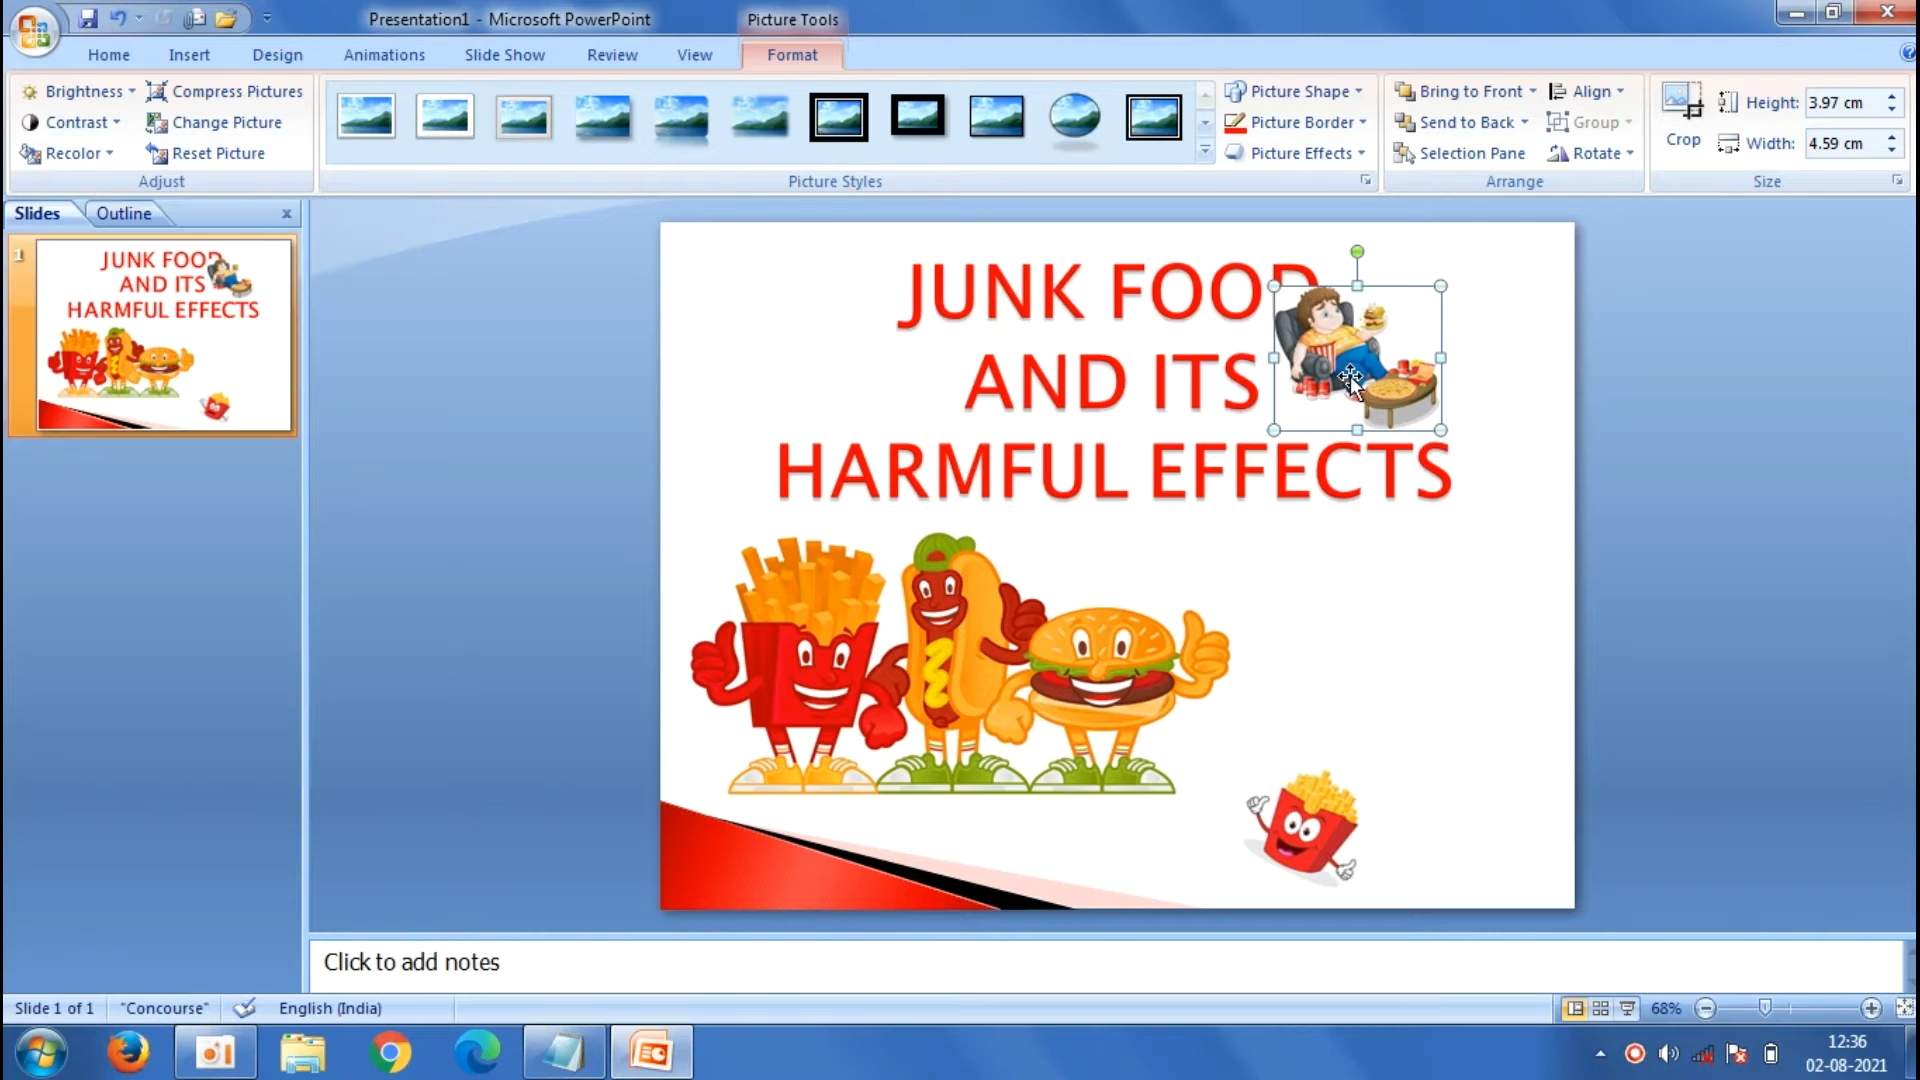 Presentation1 - Microsoft PowerPoint
Picture Tools
Home Insert Design Animations Slide Show Review View Format
Brightness Compress Pictures
Contrast Change Picture
Recolor Reset Picture
Adjust
Picture Styles
Picture Shape
Picture Border
Picture Effects
Bring to Front Align
Send to Back Group
Selection Pane Rotate
Arrange
Crop
Height: 3.97 cm
Width: 4.59 cm
Size
Slides Outline x
1
JUNK FOOD
AND ITS
HARMFUL EFFECTS
JUNK FOOD
AND ITS
HARMFUL EFFECTS
Click to add notes
Slide 1 of 1 "Concourse" English (India) 68%
12:36
02-08-2021